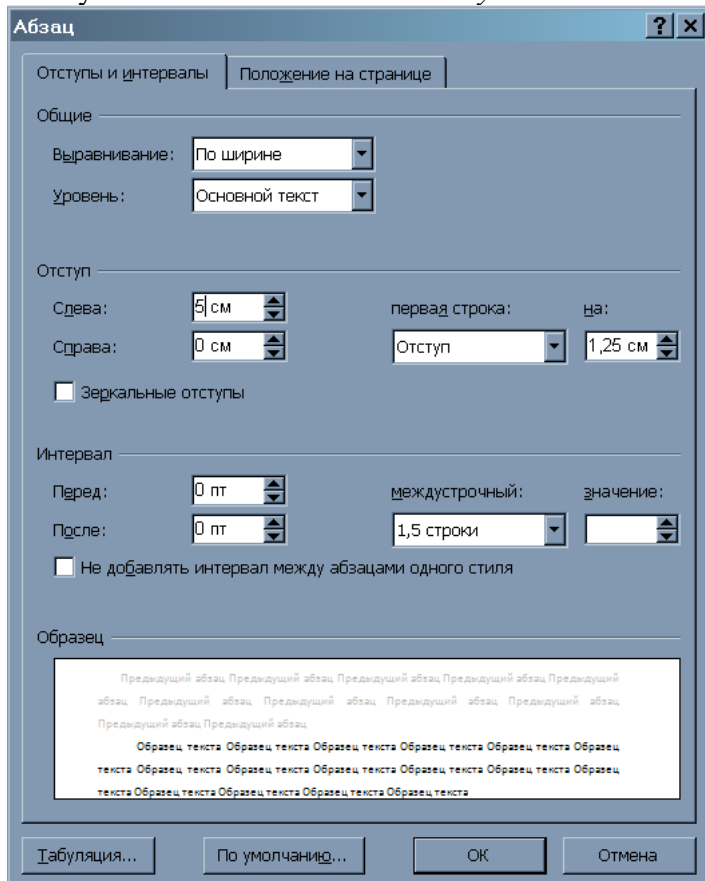 Абзац
Отступы и интервалы Положение на странице
Общие
Выравнивание: По ширине
Уровень: Основной текст
Отступ
Слева: 5 см первая строка: на:
Справа: 0 см Отступ 1,25 см
Зеркальные отступы
Интервал
Перед: 0 пт междустрочный: значение:
После: 0 пт 1,5 строки
Не добавлять интервал между абзацами одного стиля
Образец
Предыдущий абзац Предыдущий абзац Предыдущий абзац Предыдущий абзац Предыдущий
абзац Предыдущий абзац Предыдущий абзац Предыдущий абзац Предыдущий абзац
Предыдущий абзац Предыдущий абзац
Образец текста Образец текста Образец текста Образец текста Образец текста Образец
текста Образец текста Образец текста Образец текста Образец текста Образец текста Образец
текста Образец текста Образец текста Образец текста Образец текста
Табуляция... По умолчанию... ОК Отмена